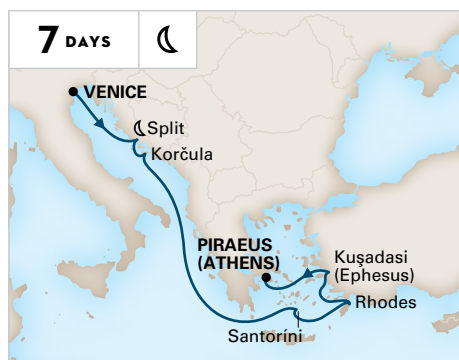 7 DAYS
VENICE
Split
Korčula
PIRAEUS
(ATHENS)
Kuşadasi
(Ephesus)
Rhodes
Santoríni